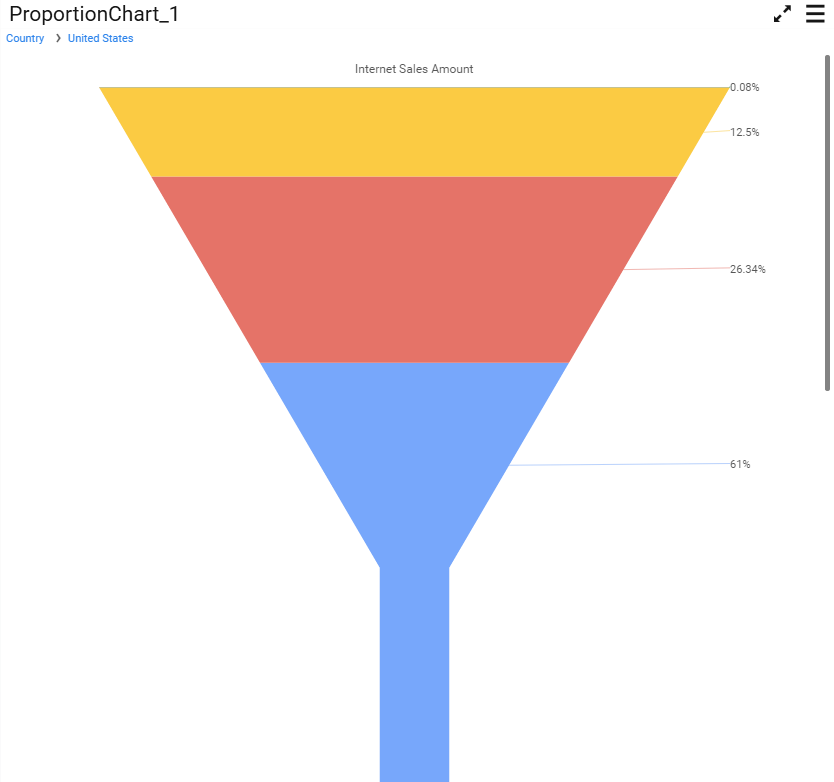 ProportionChart_1
Country > United States
Internet Sales Amount
0.08%
12.5%
26.34%
61%